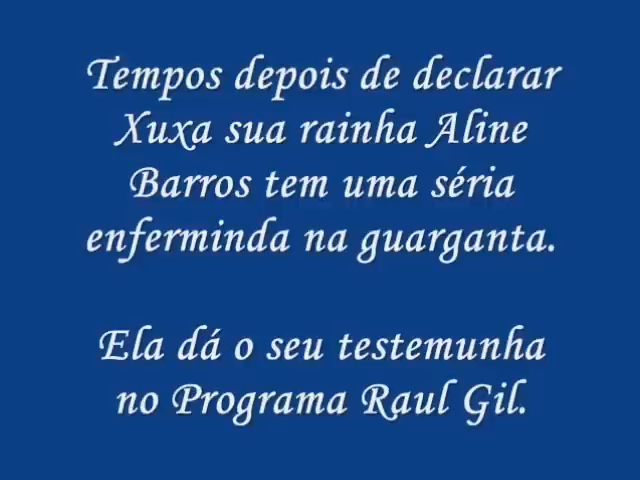 Tempos depois de declarar
Xuxa sua rainha Aline
Barros tem uma séria
enferminda na guarganta.
Ela dá o seu testemunha
no Programa Raul Gil.